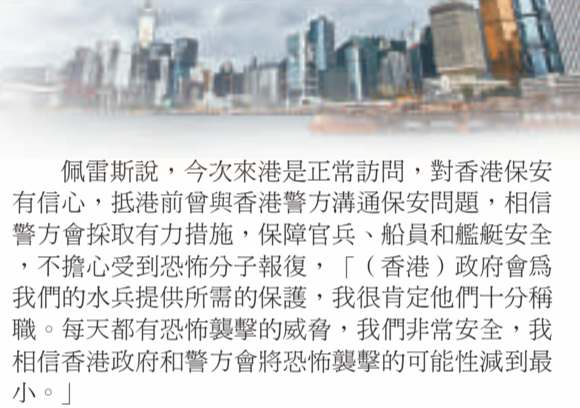 佩雷斯說，今次來港是正常訪問，對香港保安
有信心，抵港前曾與香港警方溝通保安問題，相信
警方會採取有力措施，保障官兵、船員和艦艇安全
，不擔心受到恐怖分子報復，「（香港）政府會爲
我們的水兵提供所需的保護，我很肯定他們十分稱
職。每天都有恐怖襲擊的威脅，我們非常安全，我
相信香港政府和警方會將恐怖襲擊的可能性減到最
小。」